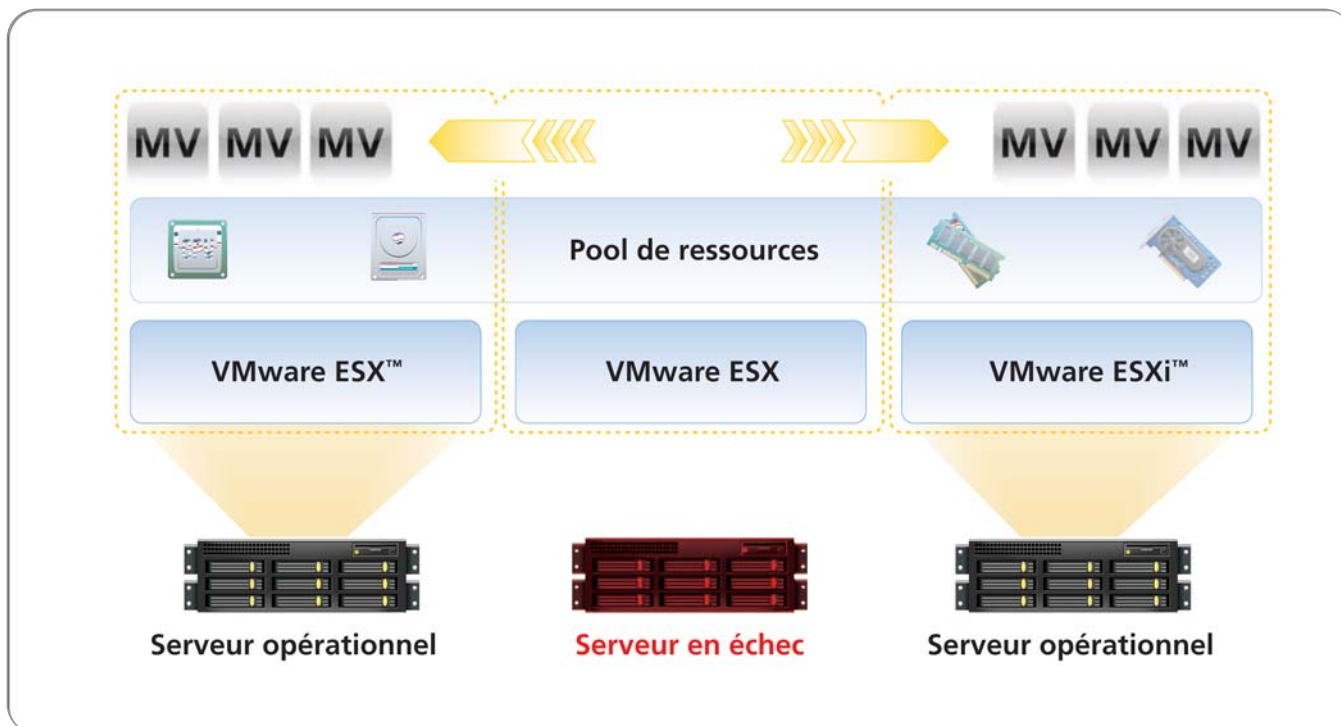 MV MV MV MV MV MV
Pool de ressources
VMware ESX™ VMware ESX VMware ESXi™
Serveur opérationnel Serveur en échec Serveur opérationnel